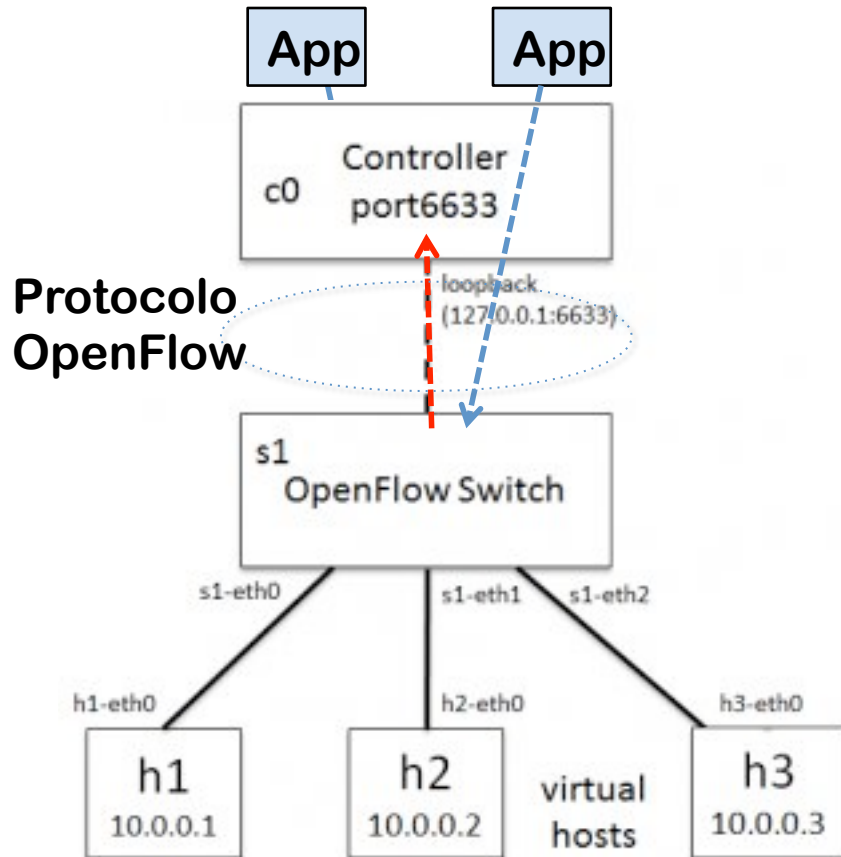 App
App
Controller
c0
port6633
loopback
(127.0.0.1:6633)
Protocolo
OpenFlow
s1
OpenFlow Switch
s1-eth0
s1-eth1
s1-eth2
h1-eth0
h2-eth0
h3-eth0
h1
10.0.0.1
h2
10.0.0.2
virtual
hosts
h3
10.0.0.3